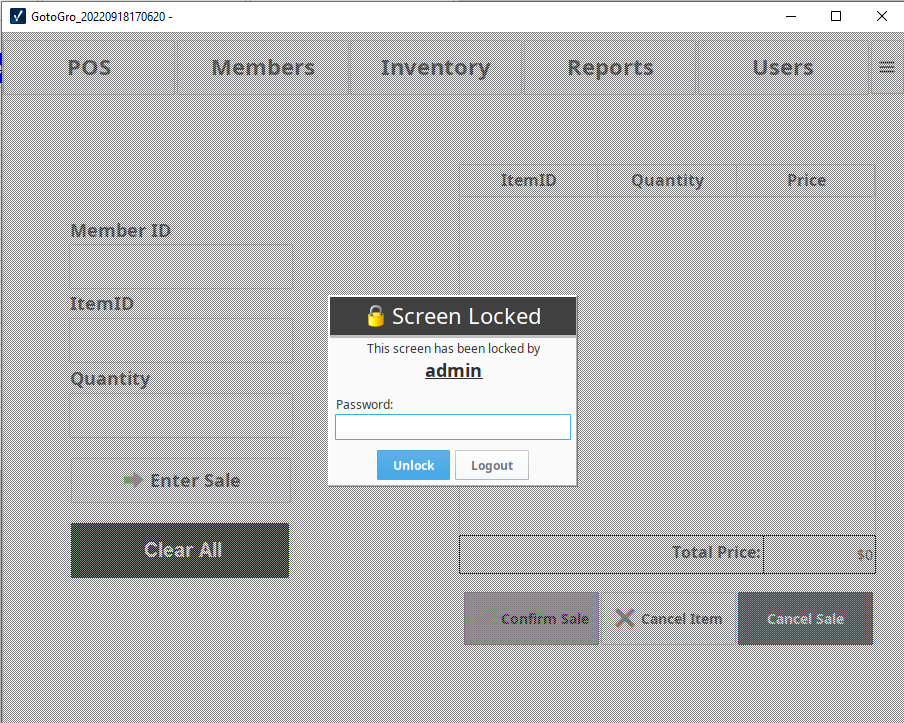 GotoGro_20220918170620 -
POS Members Inventory Reports Users
ItemID Quantity Price
Member ID
ItemID
Quantity
Enter Sale
Clear All
Screen Locked
This screen has been locked by
admin
Password:
Unlock Logout
Total Price: $0
Confirm Sale Cancel Item Cancel Sale